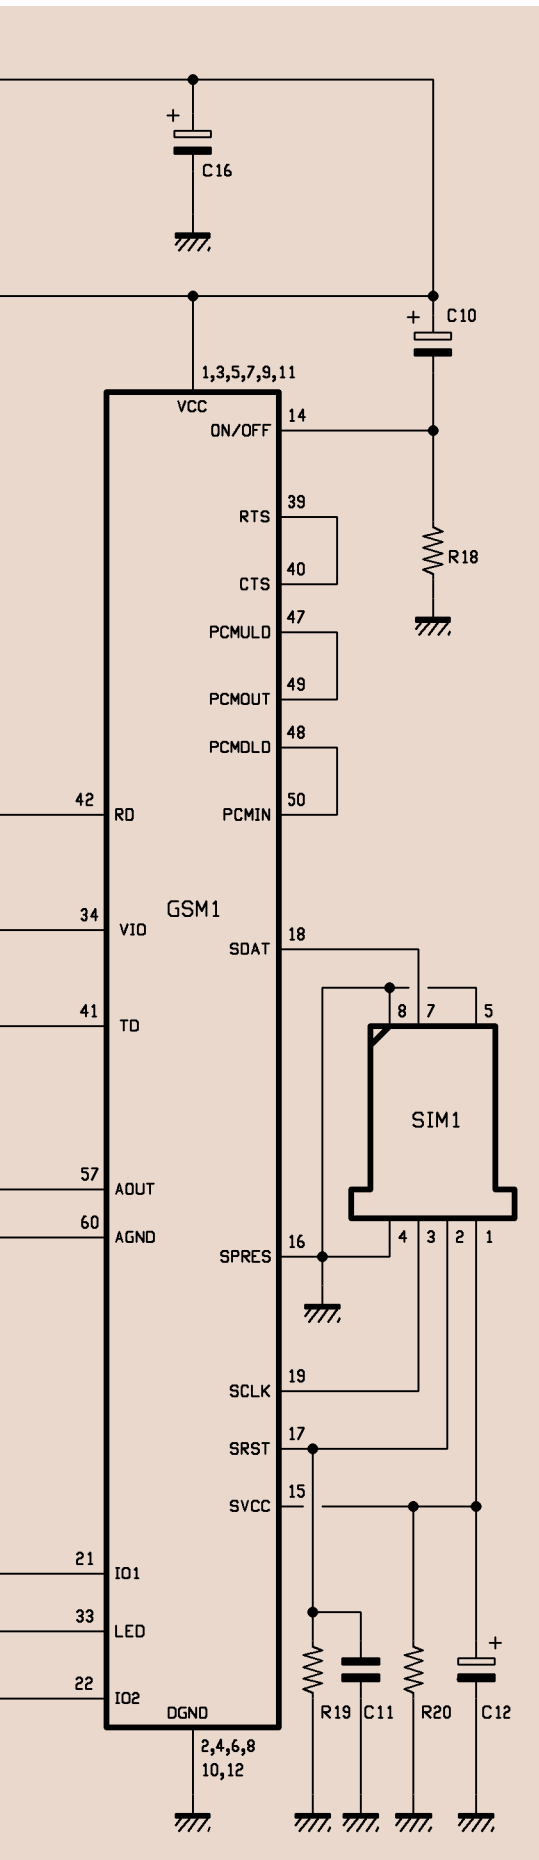 +
C16
+
C10
1,3,5,7,9,11
VCC
14
ON/OFF
39
RTS
R18
40
CTS
47
PCMULD
49
PCMOUT
48
PCMDLD
42
50
RD
PCMIN
GSM1
34
VIO
18
SDAT
41
TD
8
7
5
SIM1
57
AOUT
60
AGND
16
SPRES
4
3
2
1
19
SCLK
17
SRST
15
SVCC
21
IO1
33
LED
+
22
IO2
DGND
R19
C11
R20
C12
2,4,6,8
10,12